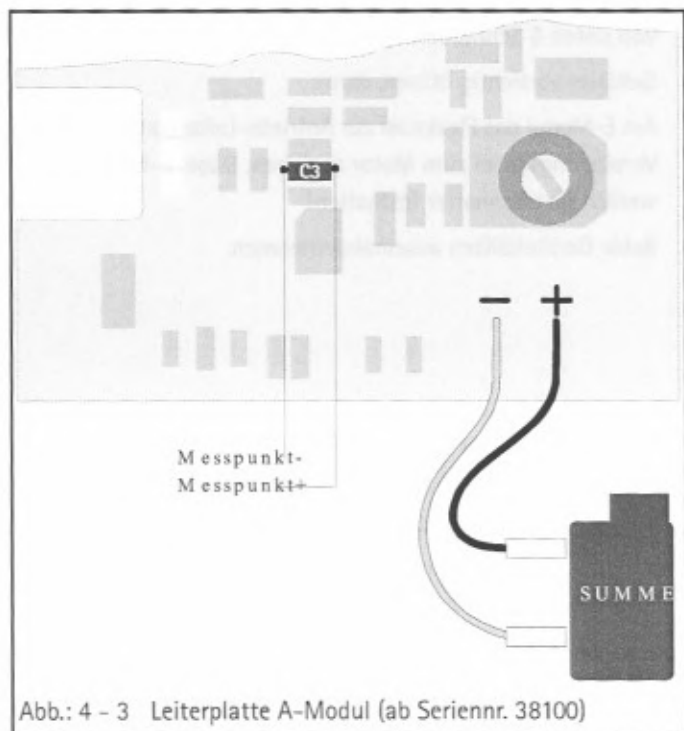 C3
− +
Messpunkt-
Messpunkt+
SUMME
Abb.: 4 - 3 Leiterplatte A-Modul (ab Seriennr. 38100)